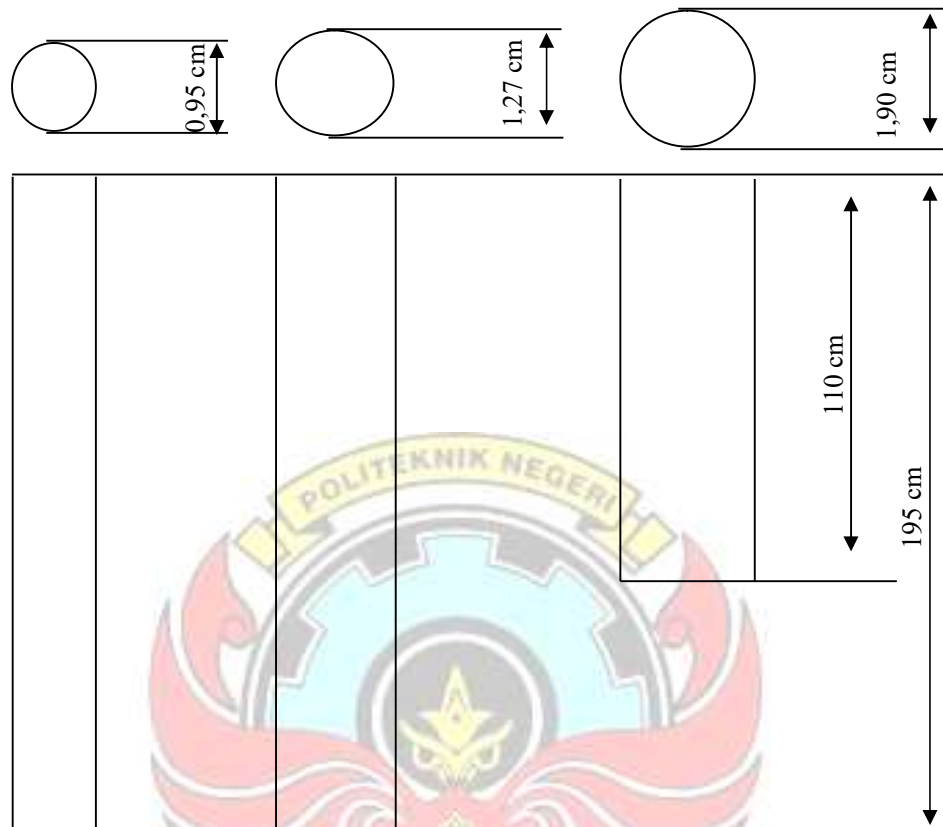 0,95 cm
1,27 cm
1,90 cm
110 cm
195 cm
POLITEKNIK NEGERI